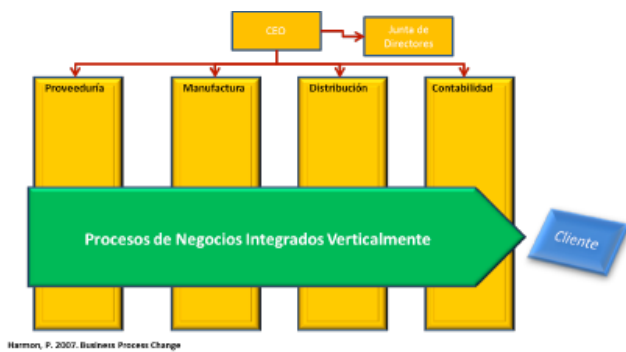 CEO
Junta de
Directores
Proveeduría
Manufactura
Distribución
Contabilidad
Procesos de Negocios Integrados Verticalmente
Cliente
Harmon, P. 2007. Business Process Change